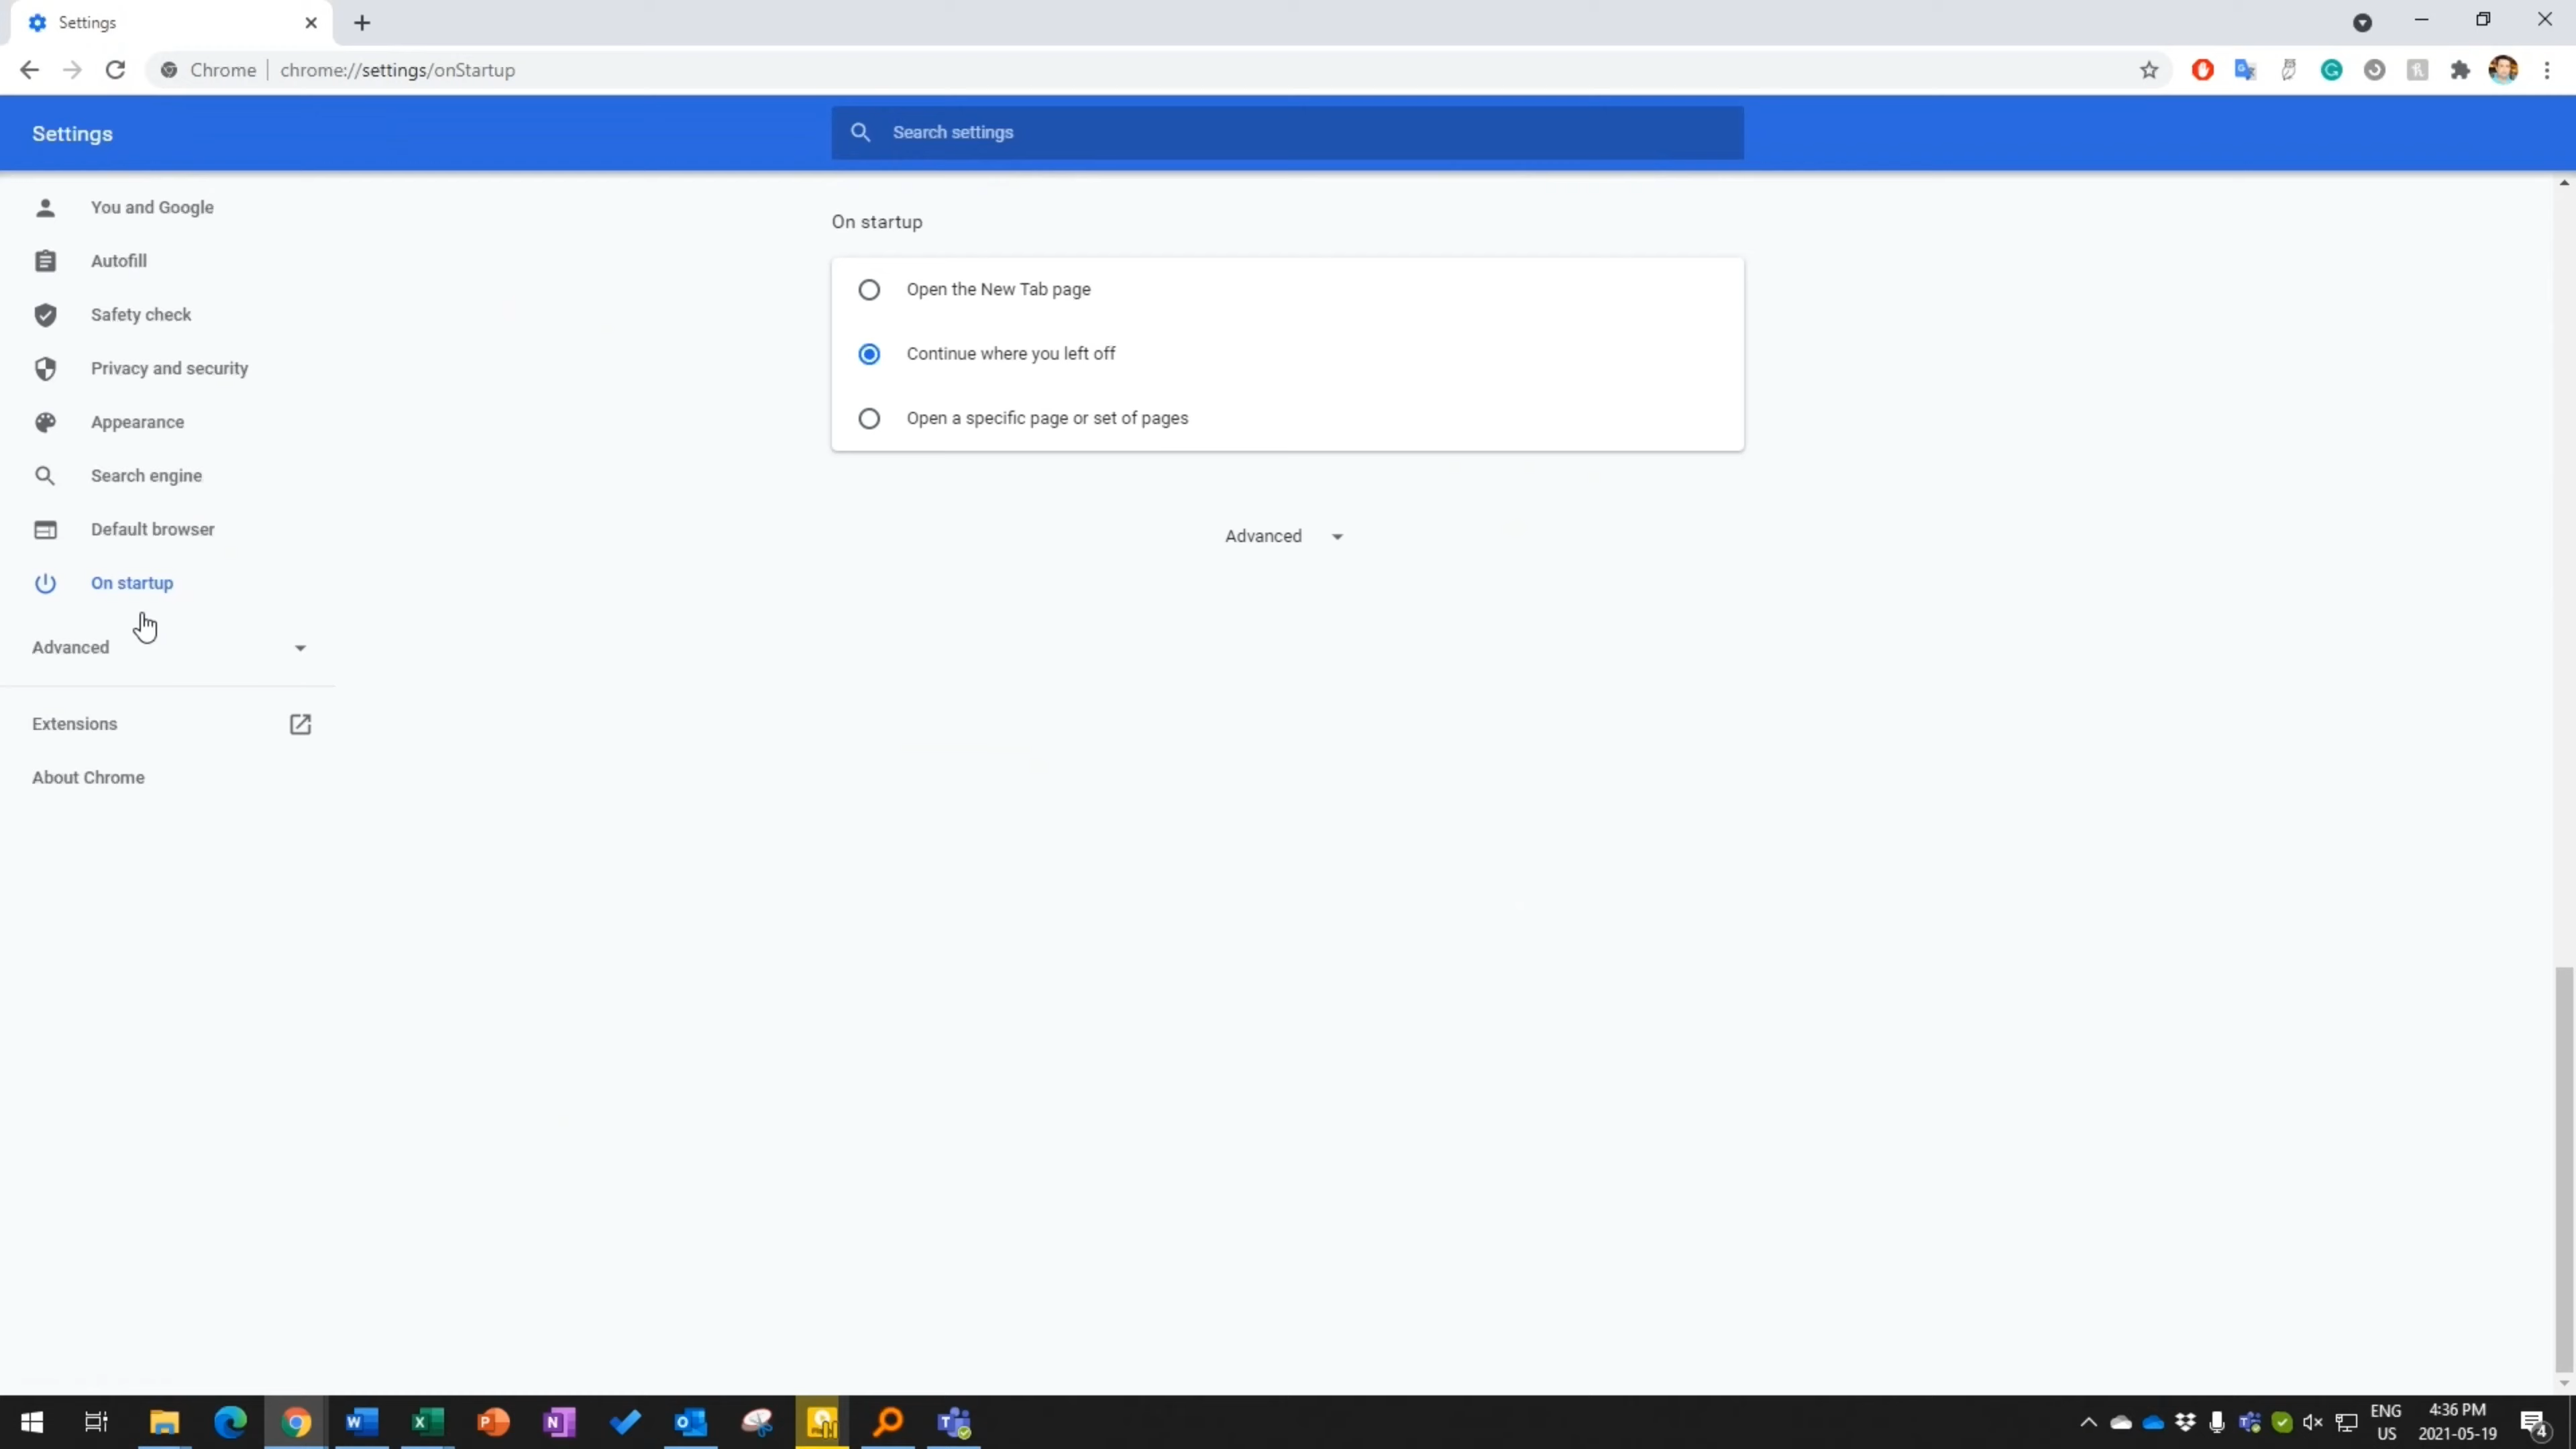 Settings
Chrome
chrome://settings/onStartup
Settings
Search settings
You and Google
Autofill
Safety check
Privacy and security
Appearance
Search engine
Default browser
On startup
Advanced
Extensions
About Chrome
On startup
Open the New Tab page
Continue where you left off
Open a specific page or set of pages
Advanced
ENG
US
4:36 PM
2021-05-19
4